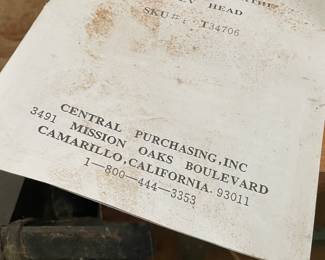 HEAD
SKU#: T34706
CENTRAL PURCHASING, INC
3491 MISSION OAKS BOULEVARD
CAMARILLO, CALIFORNIA. 93011
1-800-444-3353